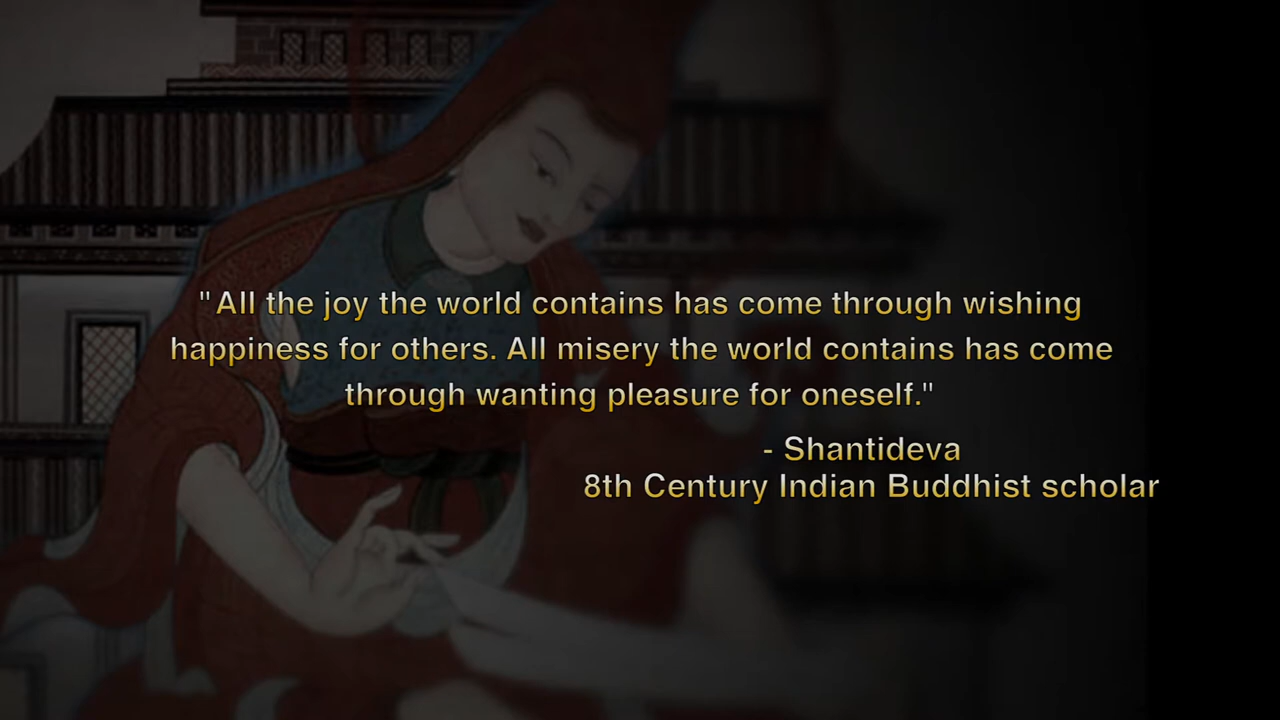 "All the joy the world contains has come through wishing
happiness for others. All misery the world contains has come
through wanting pleasure for oneself."
- Shantideva
8th Century Indian Buddhist scholar